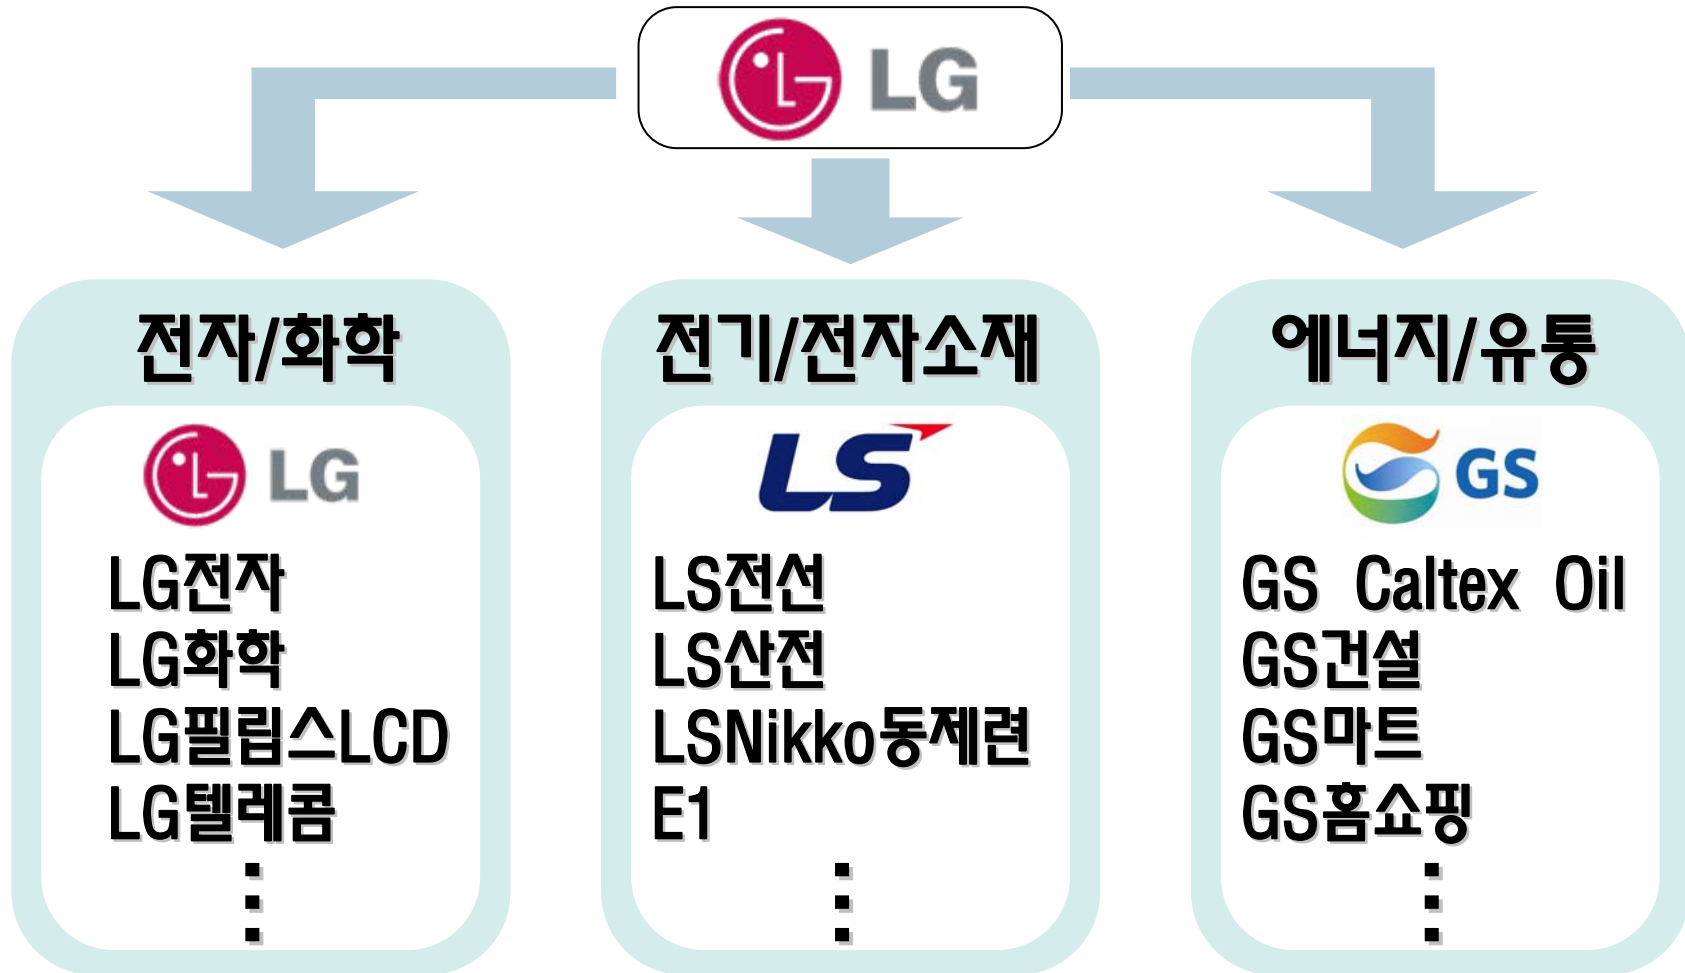 LG
전자/화학
LG
LG전자
LG화학
LG필립스LCD
LG텔레콤
전기/전자소재
LS
LS전선
LS산전
LSNikko동제련
E1
에너지/유통
GS
GS Caltex Oil
GS건설
GS마트
GS홈쇼핑